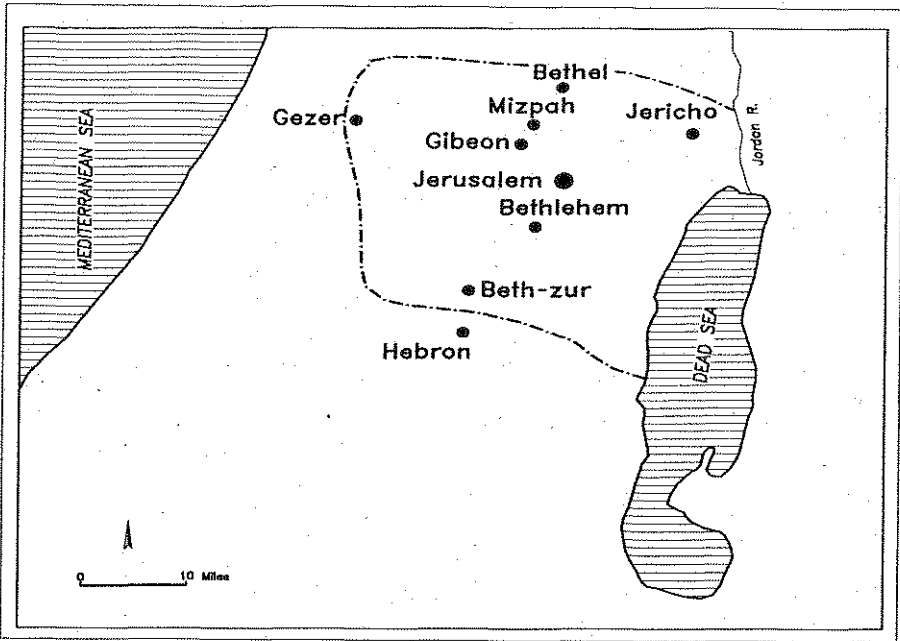 Bethel
Mizpah
Gezer
Jericho
Gibeon
Jordan R.
MEDITERRANEAN SEA
Jerusalem
Bethlehem
Beth-zur
Hebron
DEAD SEA
0 10 Miles